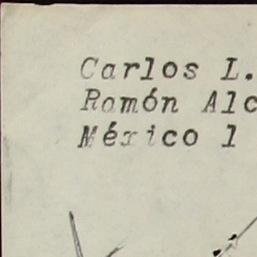 Carlos L.
Ramón Alc
México 1